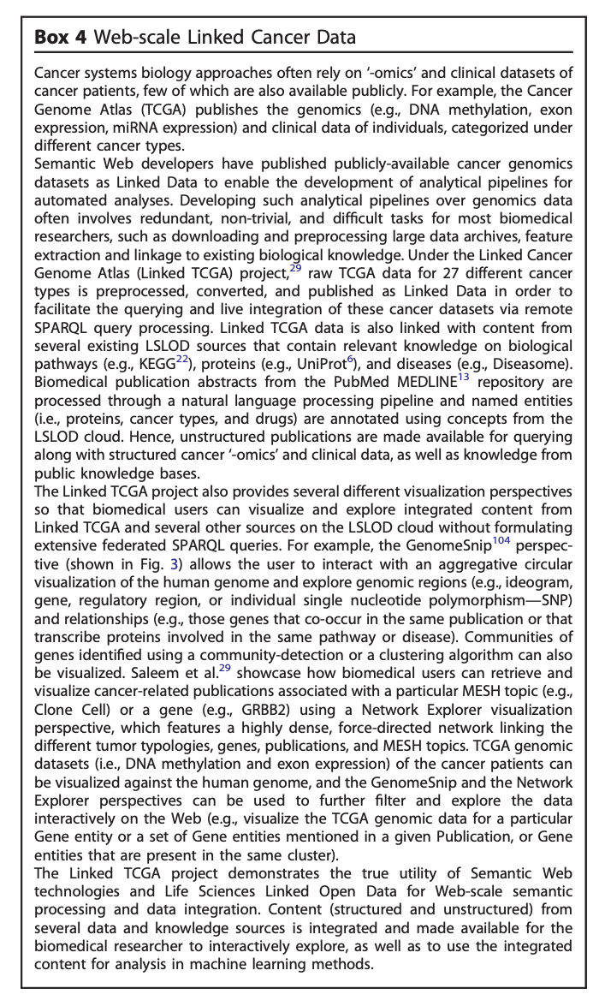 Box 4 Web-scale Linked Cancer Data
Cancer systems biology approaches often rely on ‘-omics’ and clinical datasets of
cancer patients, few of which are also available publicly. For example, the Cancer
Genome Atlas (TCGA) publishes the genomics (e.g., DNA methylation, exon
expression, miRNA expression) and clinical data of individuals, categorized under
different cancer types.
Semantic Web developers have published publicly-available cancer genomics
datasets as Linked Data to enable the development of analytical pipelines for
automated analyses. Developing such analytical pipelines over genomics data
often involves redundant, non-trivial, and difficult tasks for most biomedical
researchers, such as downloading and preprocessing large data archives, feature
extraction and linkage to existing biological knowledge. Under the Linked Cancer
Genome Atlas (Linked TCGA) project,29 raw TCGA data for 27 different cancer
types is preprocessed, converted, and published as Linked Data in order to
facilitate the querying and live integration of these cancer datasets via remote
SPARQL query processing. Linked TCGA data is also linked with content from
several existing LSLOD sources that contain relevant knowledge on biological
pathways (e.g., KEGG22), proteins (e.g., UniProt6), and diseases (e.g., Diseasome).
Biomedical publication abstracts from the PubMed MEDLINE13 repository are
processed through a natural language processing pipeline and named entities
(i.e., proteins, cancer types, and drugs) are annotated using concepts from the
LSLOD cloud. Hence, unstructured publications are made available for querying
along with structured cancer ‘-omics’ and clinical data, as well as knowledge from
public knowledge bases.
The Linked TCGA project also provides several different visualization perspectives
so that biomedical users can visualize and explore integrated content from
Linked TCGA and several other sources on the LSLOD cloud without formulating
extensive federated SPARQL queries. For example, the GenomeSnip104 perspec-
tive (shown in Fig. 3) allows the user to interact with an aggregative circular
visualization of the human genome and explore genomic regions (e.g., ideogram,
gene, regulatory region, or individual single nucleotide polymorphism—SNP)
and relationships (e.g., those genes that co-occur in the same publication or that
transcribe proteins involved in the same pathway or disease). Communities of
genes identified using a community-detection or a clustering algorithm can also
be visualized. Saleem et al.29 showcase how biomedical users can retrieve and
visualize cancer-related publications associated with a particular MESH topic (e.g.,
Clone Cell) or a gene (e.g., GRBB2) using a Network Explorer visualization
perspective, which features a highly dense, force-directed network linking the
different tumor typologies, genes, publications, and MESH topics. TCGA genomic
datasets (i.e., DNA methylation and exon expression) of the cancer patients can
be visualized against the human genome, and the GenomeSnip and the Network
Explorer perspectives can be used to further filter and explore the data
interactively on the Web (e.g., visualize the TCGA genomic data for a particular
Gene entity or a set of Gene entities mentioned in a given Publication, or Gene
entities that are present in the same cluster).
The Linked TCGA project demonstrates the true utility of Semantic Web
technologies and Life Sciences Linked Open Data for Web-scale semantic
processing and data integration. Content (structured and unstructured) from
several data and knowledge sources is integrated and made available for the
biomedical researcher to interactively explore, as well as to use the integrated
content for analysis in machine learning methods.